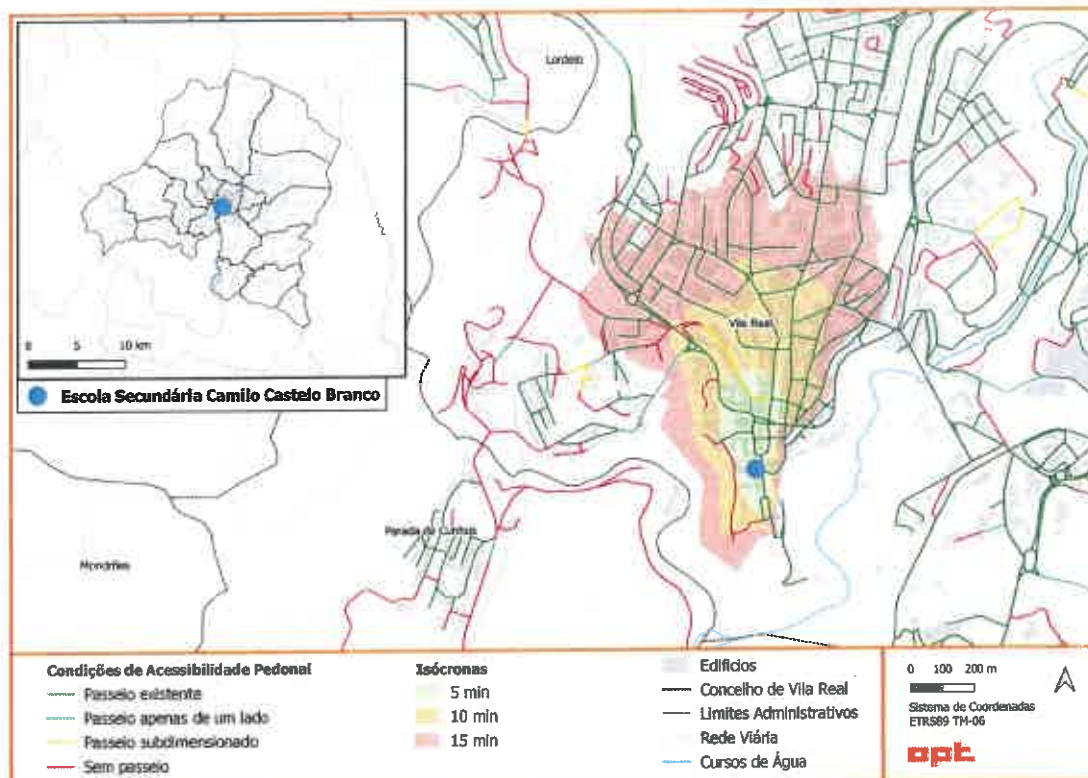 Lordelo
0 5 10 km
Escola Secundária Camilo Castelo Branco
Vila Real
Parada de Cunhos
Mondrões
Condições de Acessibilidade Pedonal
Passeio existente
Passeio apenas de um lado
Passeio subdimensionado
Sem passeio
Isócronas
5 min
10 min
15 min
Edifícios
Concelho de Vila Real
Limites Administrativos
Rede Viária
Cursos de Água
0 100 200 m
Sistema de Coordenadas
ETRS89 TM-06
opt